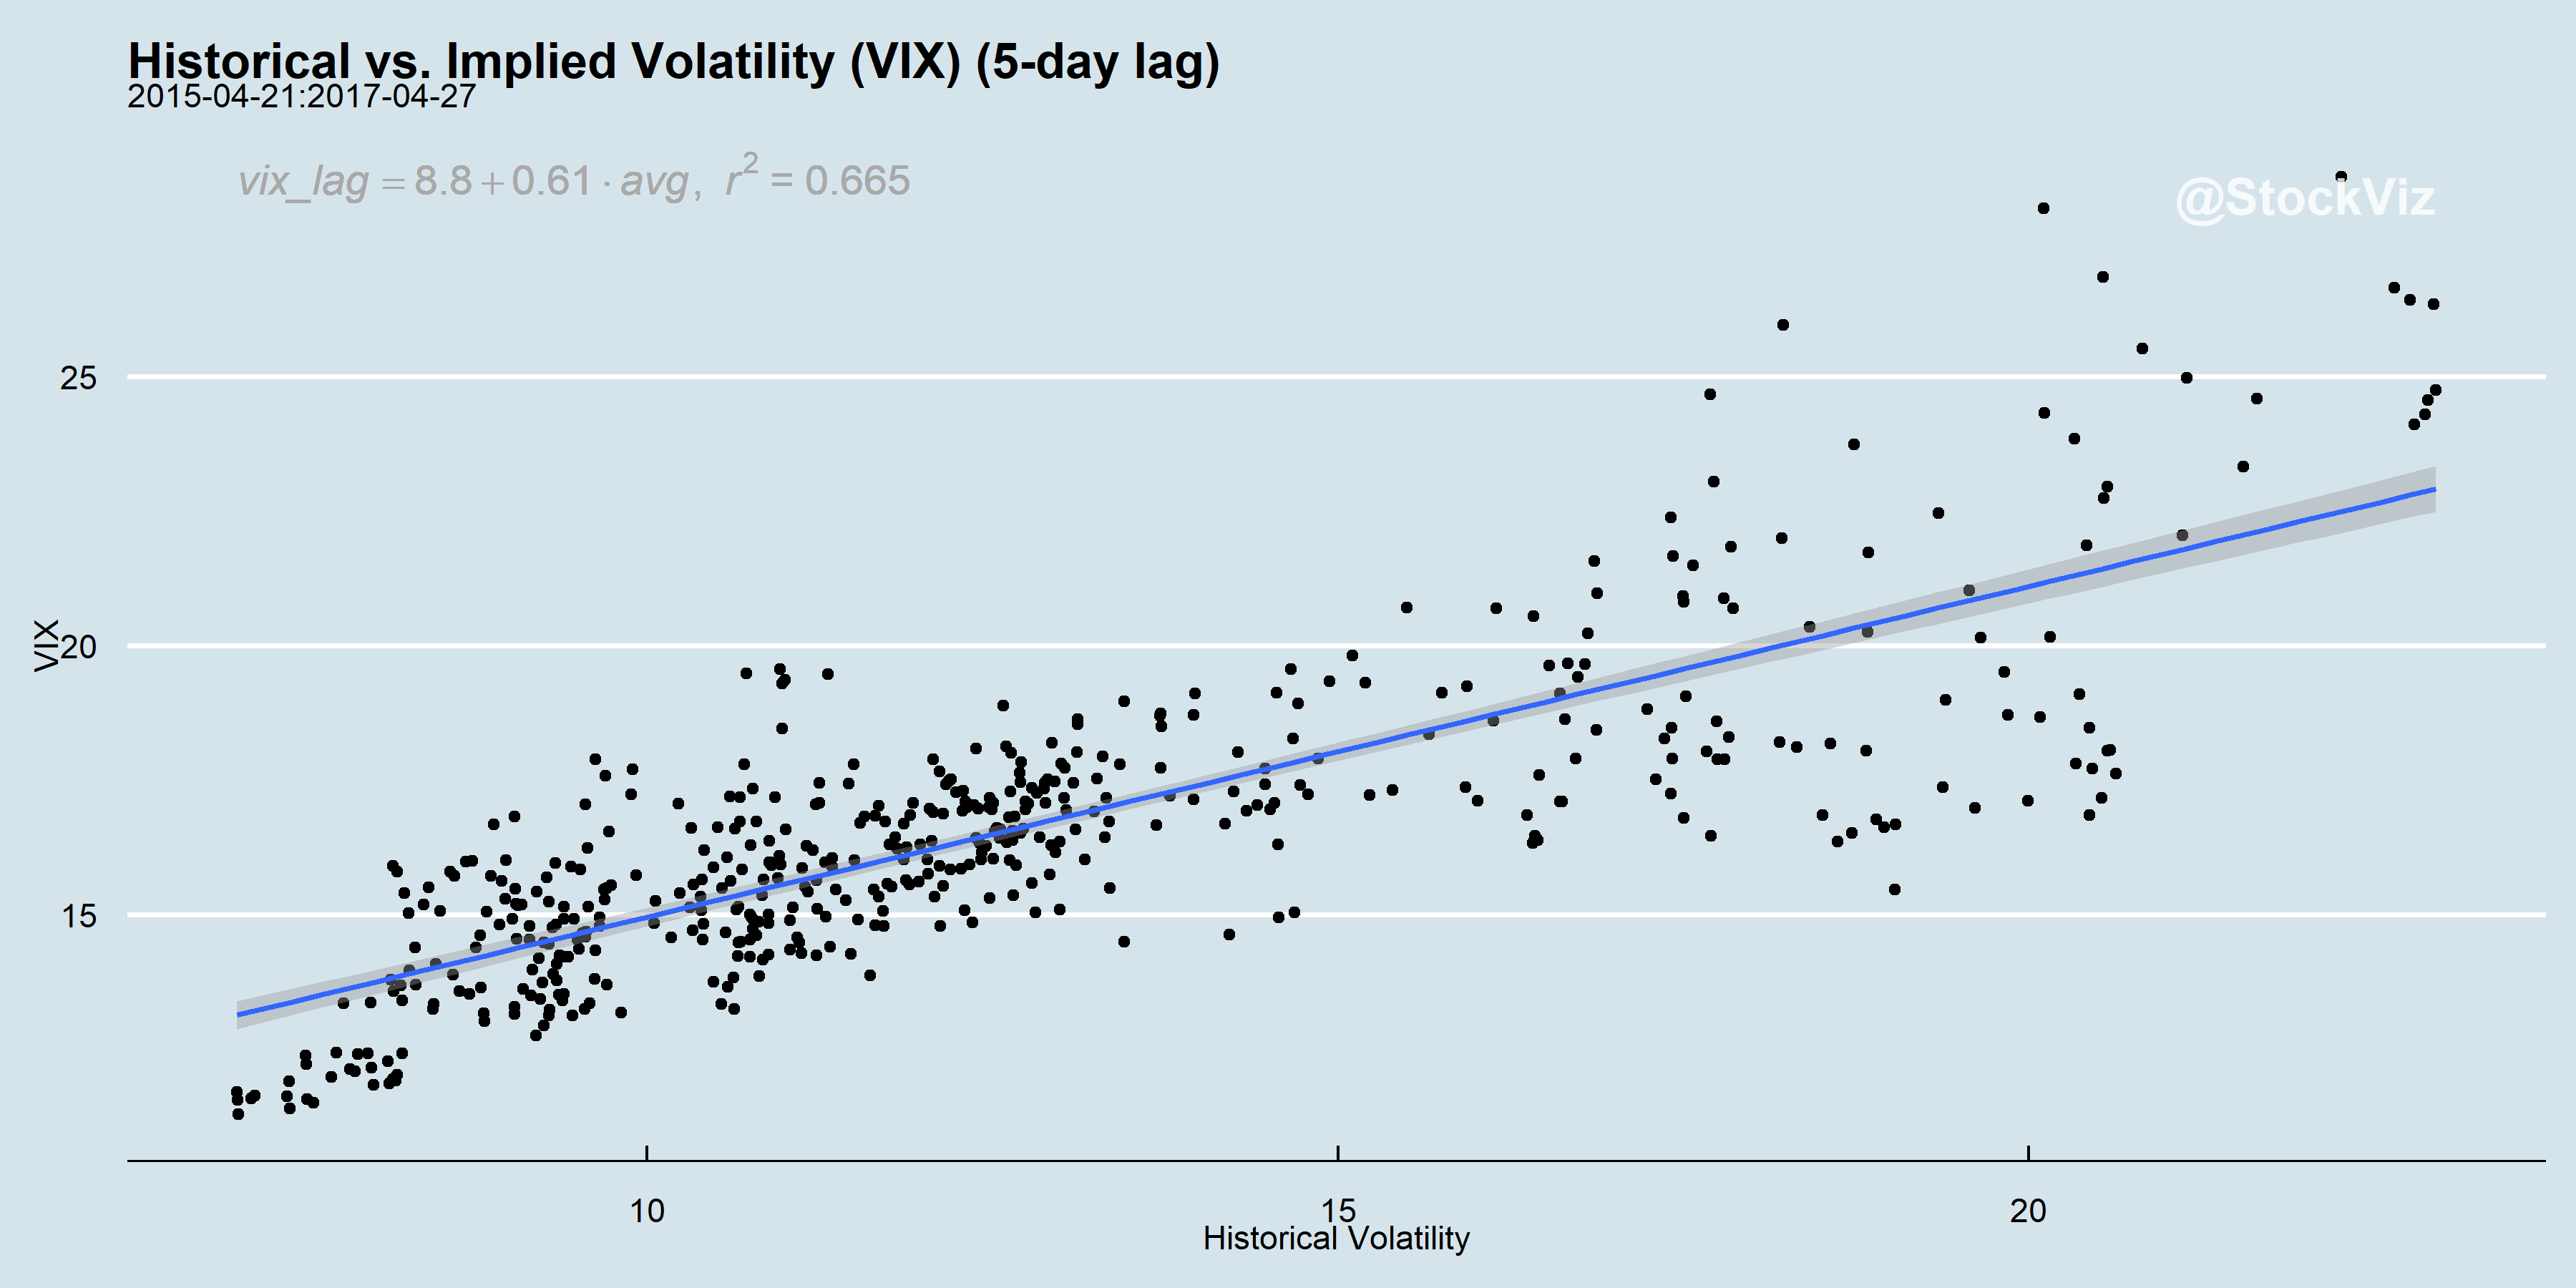 Historical vs. Implied Volatility (VIX) (5-day lag)
2015-04-21:2017-04-27
vix_lag = 8.8 + 0.61 · avg, r² = 0.665
@StockViz
25
20
15
VIX
10
15
20
Historical Volatility